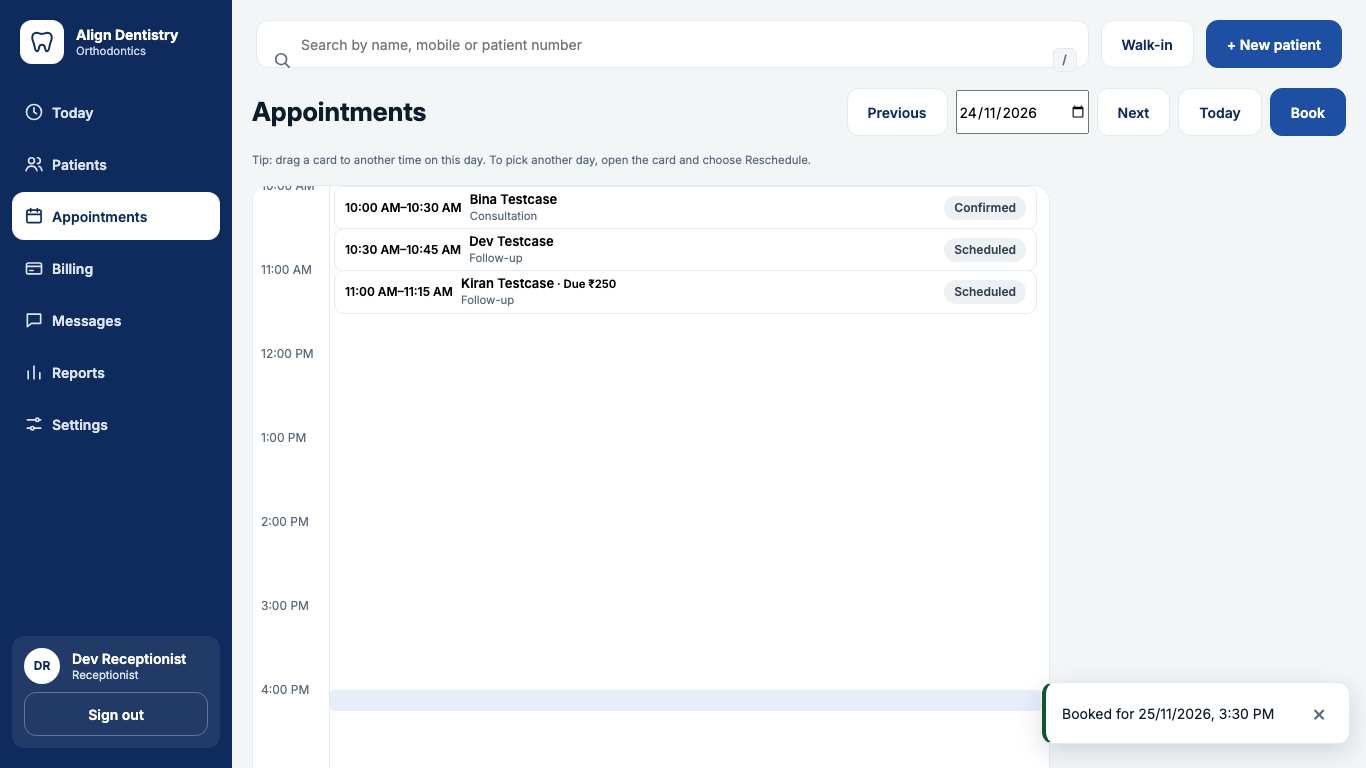 Align Dentistry
Orthodontics
Today
Patients
Appointments
Billing
Messages
Reports
Settings
DR
Dev Receptionist
Receptionist
Sign out
Search by name, mobile or patient number
/
Walk-in
+ New patient
Appointments
Previous
24/11/2026
Next
Today
Book
Tip: drag a card to another time on this day. To pick another day, open the card and choose Reschedule.
10:00 AM
10:00 AM–10:30 AM
Bina Testcase
Consultation
Confirmed
10:30 AM–10:45 AM
Dev Testcase
Follow-up
Scheduled
11:00 AM
11:00 AM–11:15 AM
Kiran Testcase · Due ₹250
Follow-up
Scheduled
12:00 PM
1:00 PM
2:00 PM
3:00 PM
4:00 PM
Booked for 25/11/2026, 3:30 PM